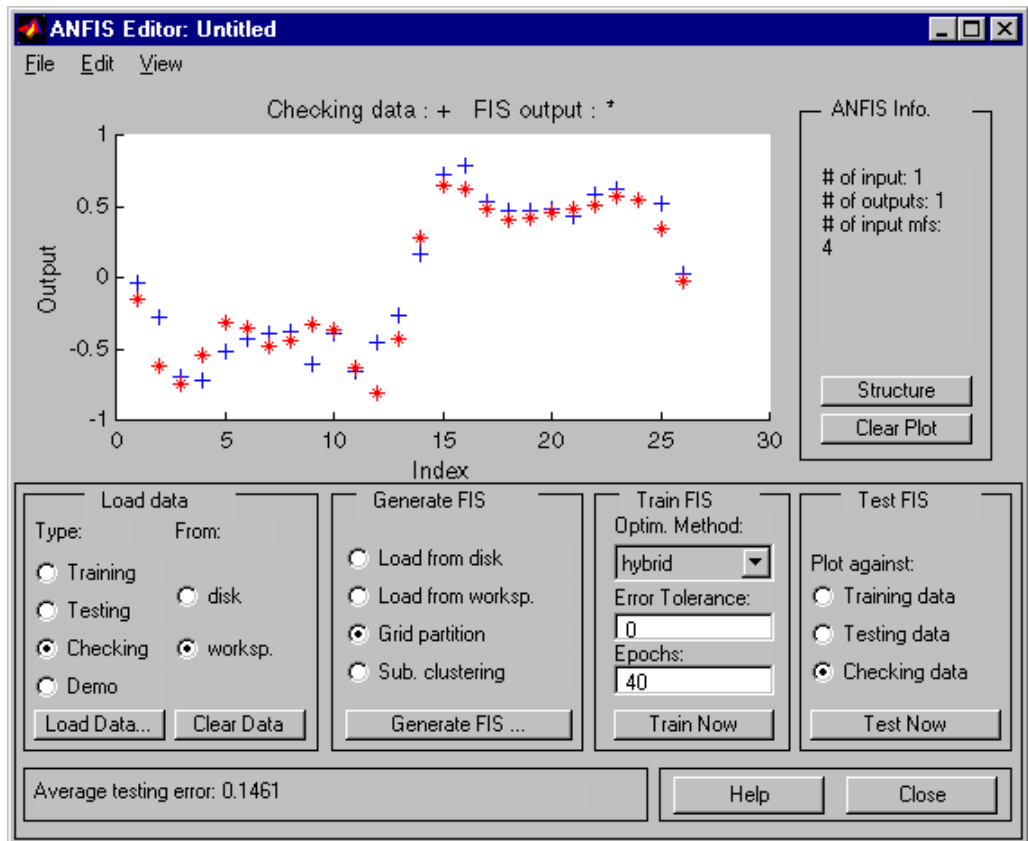 ANFIS Editor: Untitled
File Edit View
Checking data : + FIS output : *
1
0.5
0
-0.5
-1
Output
0 5 10 15 20 25 30
Index
ANFIS Info.
# of input: 1
# of outputs: 1
# of input mfs:
4
Structure
Clear Plot
Load data
Type: From:
Training
Testing
Checking
Demo
disk
worksp.
Load Data... Clear Data
Generate FIS
Load from disk
Load from worksp.
Grid partition
Sub. clustering
Generate FIS ...
Train FIS
Optim. Method:
hybrid
Error Tolerance:
0
Epochs:
40
Train Now
Test FIS
Plot against:
Training data
Testing data
Checking data
Test Now
Average testing error: 0.1461
Help Close